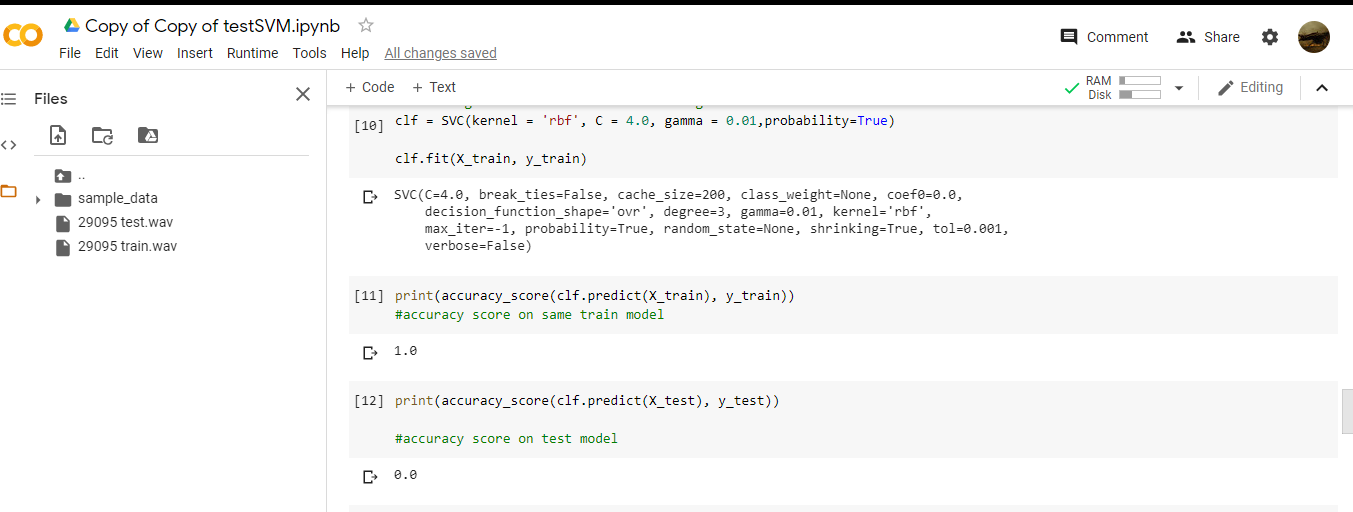 Copy of Copy of testSVM.ipynb
File Edit View Insert Runtime Tools Help All changes saved
Comment Share
Files
+ Code + Text
RAM
Disk
Editing
..
sample_data
29095 test.wav
29095 train.wav
[10] clf = SVC(kernel = 'rbf', C = 4.0, gamma = 0.01,probability=True)
clf.fit(X_train, y_train)
SVC(C=4.0, break_ties=False, cache_size=200, class_weight=None, coef0=0.0,
decision_function_shape='ovr', degree=3, gamma=0.01, kernel='rbf',
max_iter=-1, probability=True, random_state=None, shrinking=True, tol=0.001,
verbose=False)
[11] print(accuracy_score(clf.predict(X_train), y_train))
#accuracy score on same train model
1.0
[12] print(accuracy_score(clf.predict(X_test), y_test))
#accuracy score on test model
0.0